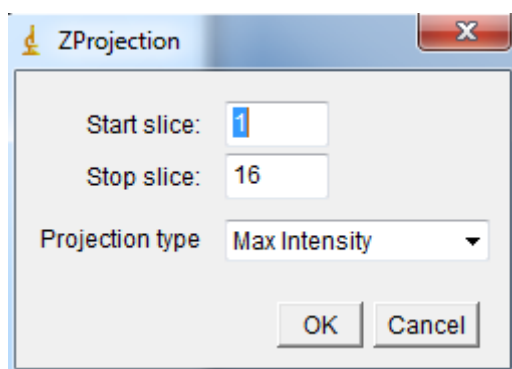 ZProjection
Start slice: 1
Stop slice: 16
Projection type Max Intensity
OK Cancel